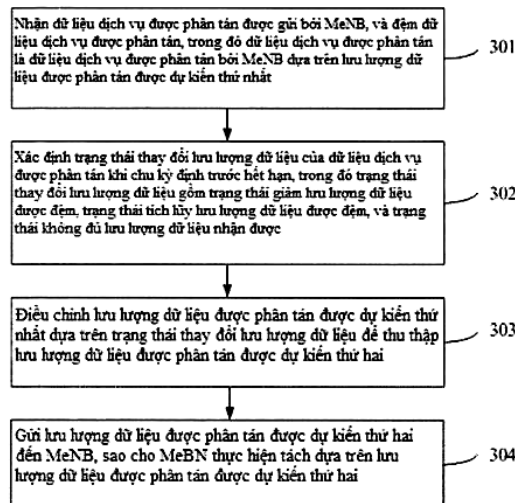 Nhận dữ liệu dịch vụ được phân tán được gửi bởi MeNB, và đệm dữ
liệu dịch vụ được phân tán, trong đó dữ liệu dịch vụ được phân tán
là dữ liệu dịch vụ được phân tán bởi MeNB dựa trên lưu lượng dữ
liệu được phân tán được dự kiến thứ nhất
301
Xác định trạng thái thay đổi lưu lượng dữ liệu của dữ liệu dịch vụ
được phân tán khi chu kỳ định trước hết hạn, trong đó trạng thái
thay đổi lưu lượng dữ liệu gồm trạng thái giảm lưu lượng dữ liệu
được đệm, trạng thái tích lũy lưu lượng dữ liệu được đệm, và trạng
thái không đủ lưu lượng dữ liệu nhận được
302
Điều chỉnh lưu lượng dữ liệu được phân tán được dự kiến thứ
nhất dựa trên trạng thái thay đổi lưu lượng dữ liệu để thu thập
lưu lượng dữ liệu được phân tán được dự kiến thứ hai
303
Gửi lưu lượng dữ liệu được phân tán được dự kiến thứ hai
đến MeNB, sao cho MeBN thực hiện tách dựa trên lưu
lượng dữ liệu được phân tán được dự kiến thứ hai
304